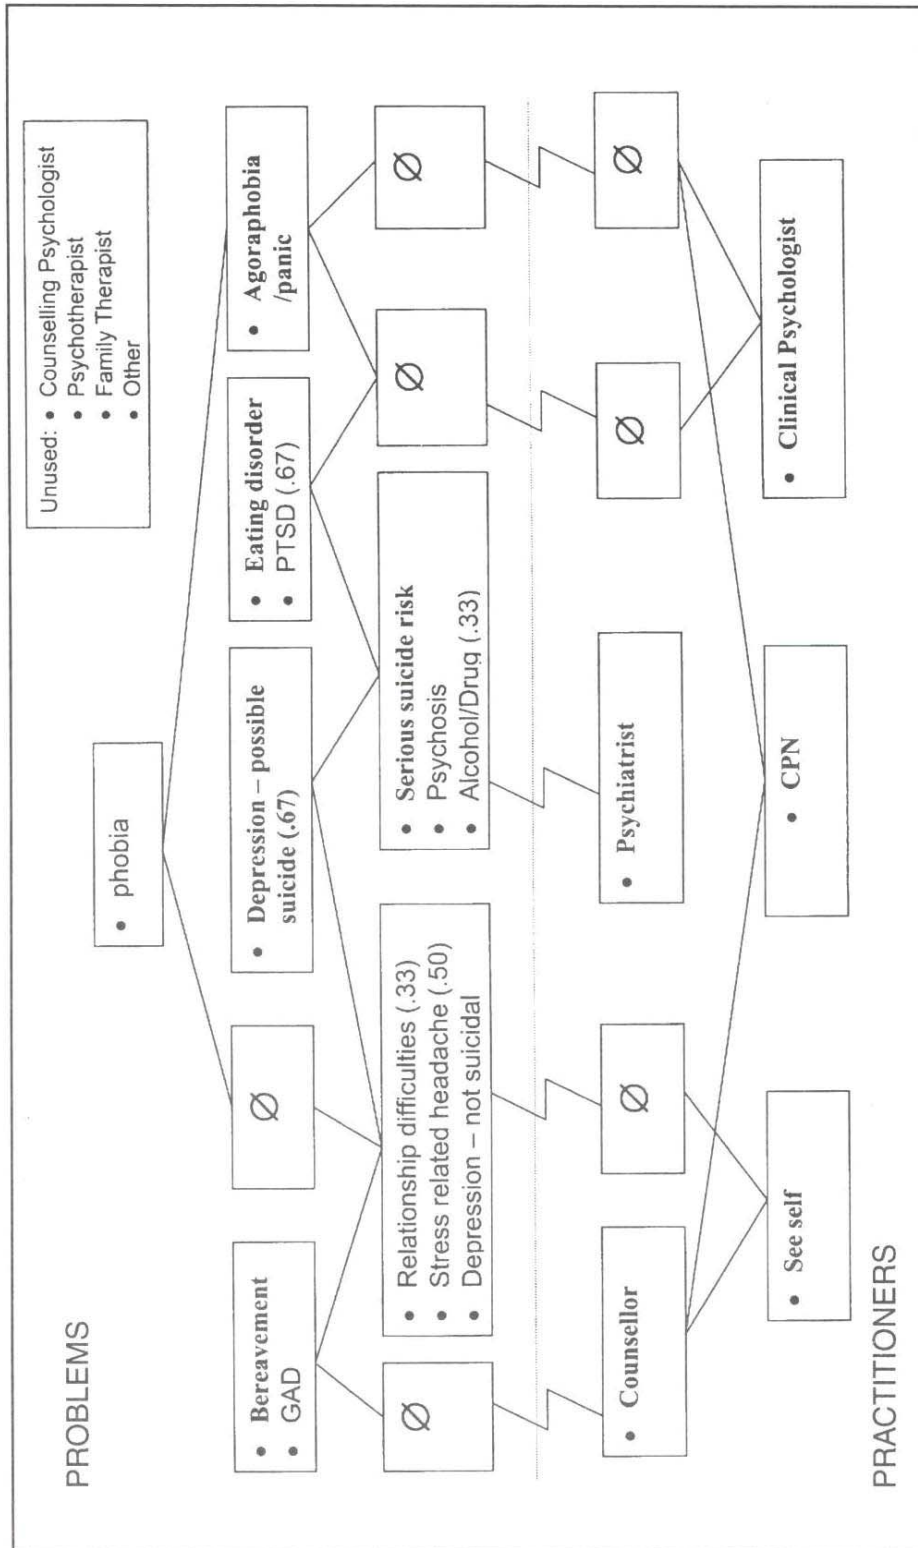 PROBLEMS
Unused: • Counselling Psychologist
• Psychotherapist
• Family Therapist
• Other
• phobia
• Bereavement
• GAD
Ø
• Depression – possible
suicide (.67)
• Eating disorder
• PTSD (.67)
• Agoraphobia
/panic
Ø
• Relationship difficulties (.33)
• Stress related headache (.50)
• Depression – not suicidal
• Serious suicide risk
• Psychosis
• Alcohol/Drug (.33)
Ø
Ø
• Counsellor
Ø
• Psychiatrist
Ø
Ø
• See self
• CPN
• Clinical Psychologist
PRACTITIONERS